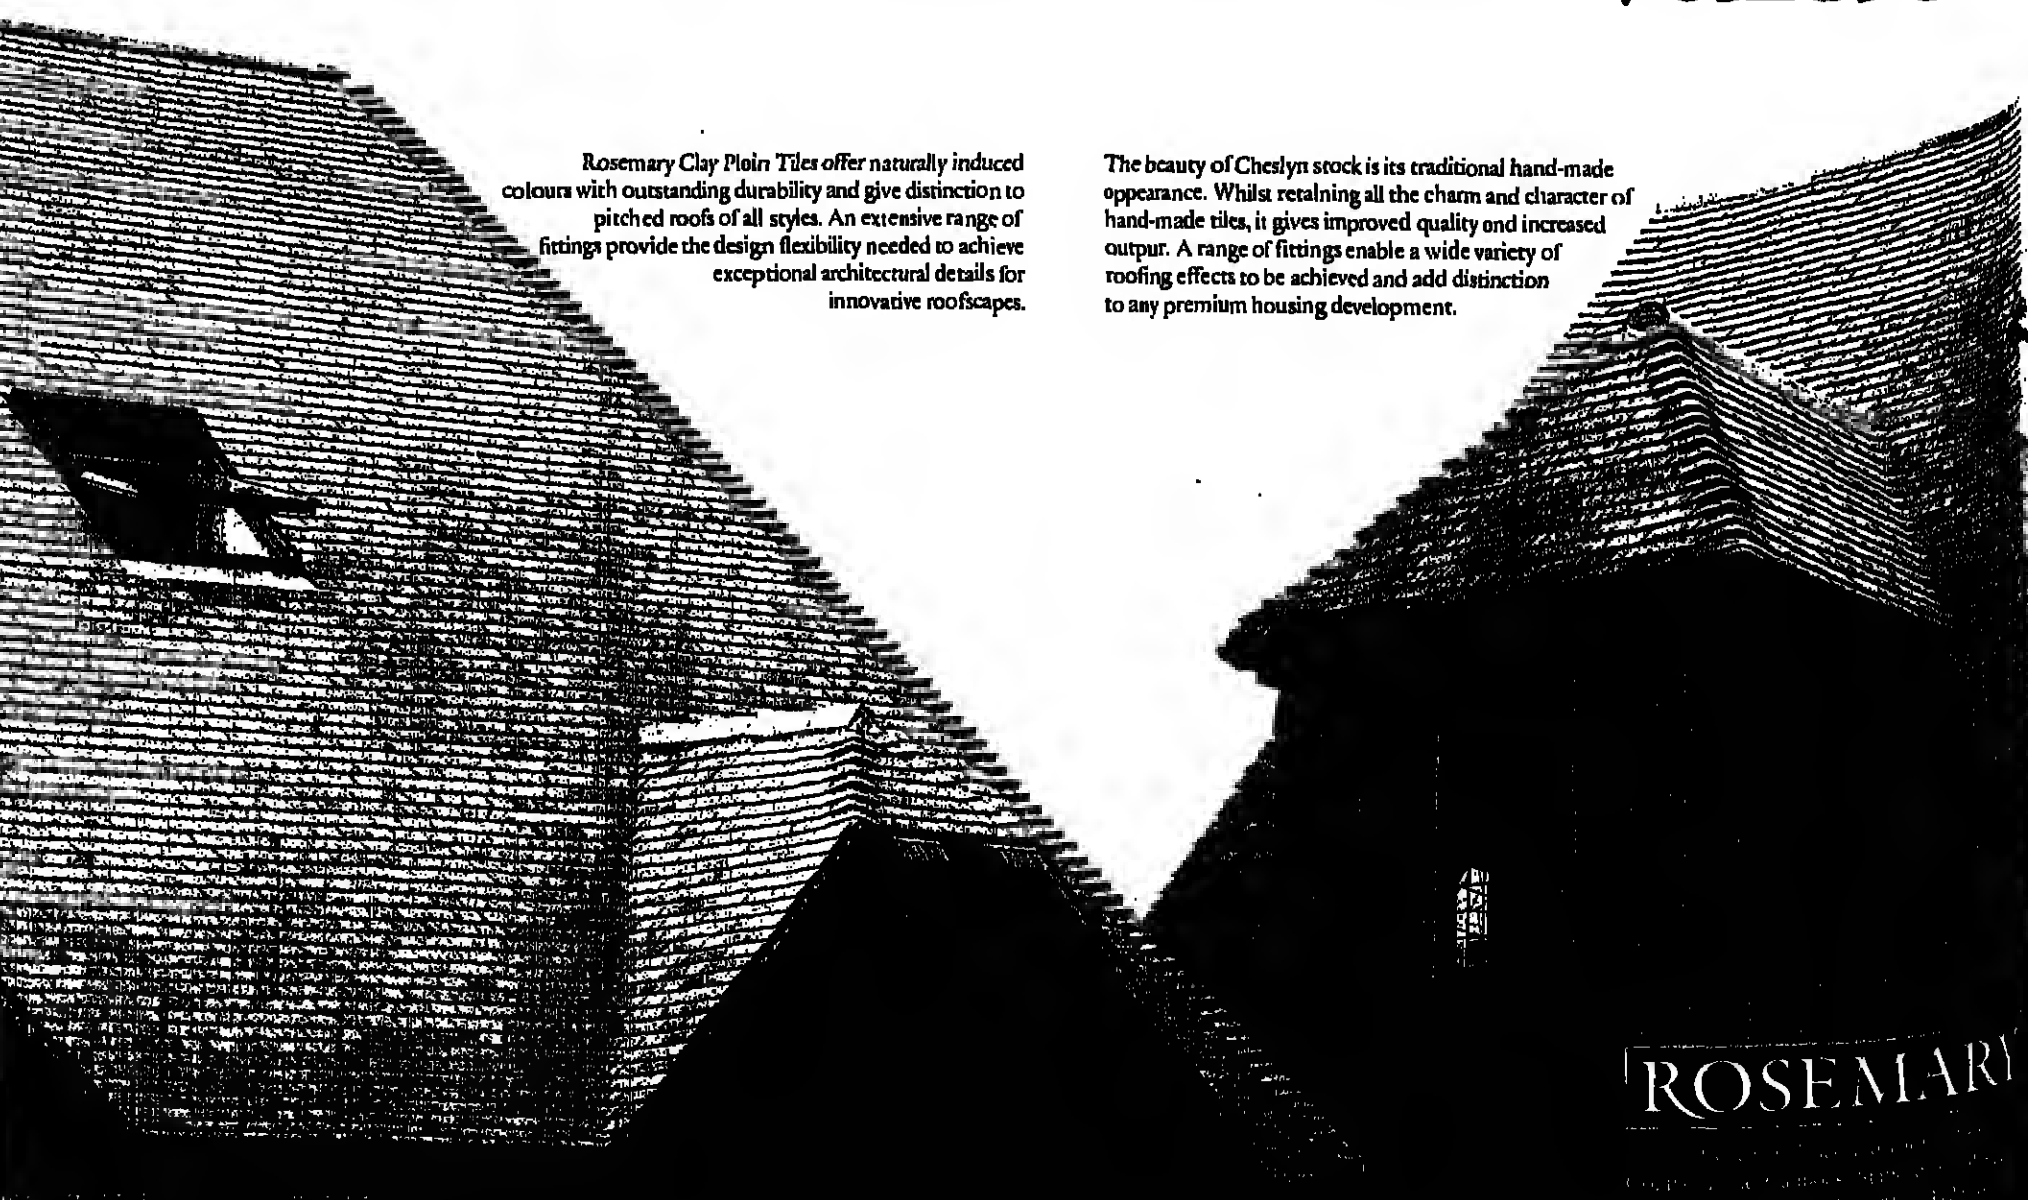 Rosemary Clay Plain Tiles offer naturally induced
colours with outstanding durability and give distinction to
pitched roofs of all styles. An extensive range of
fittings provide the design flexibility needed to achieve
exceptional architectural details for
innovative roofscapes.
The beauty of Cheslyn stock is its traditional hand-made
appearance. Whilst retaining all the charm and character of
hand-made tiles, it gives improved quality and increased
output. A range of fittings enable a wide variety of
roofing effects to be achieved and add distinction
to any premium housing development.
ROSEMARY